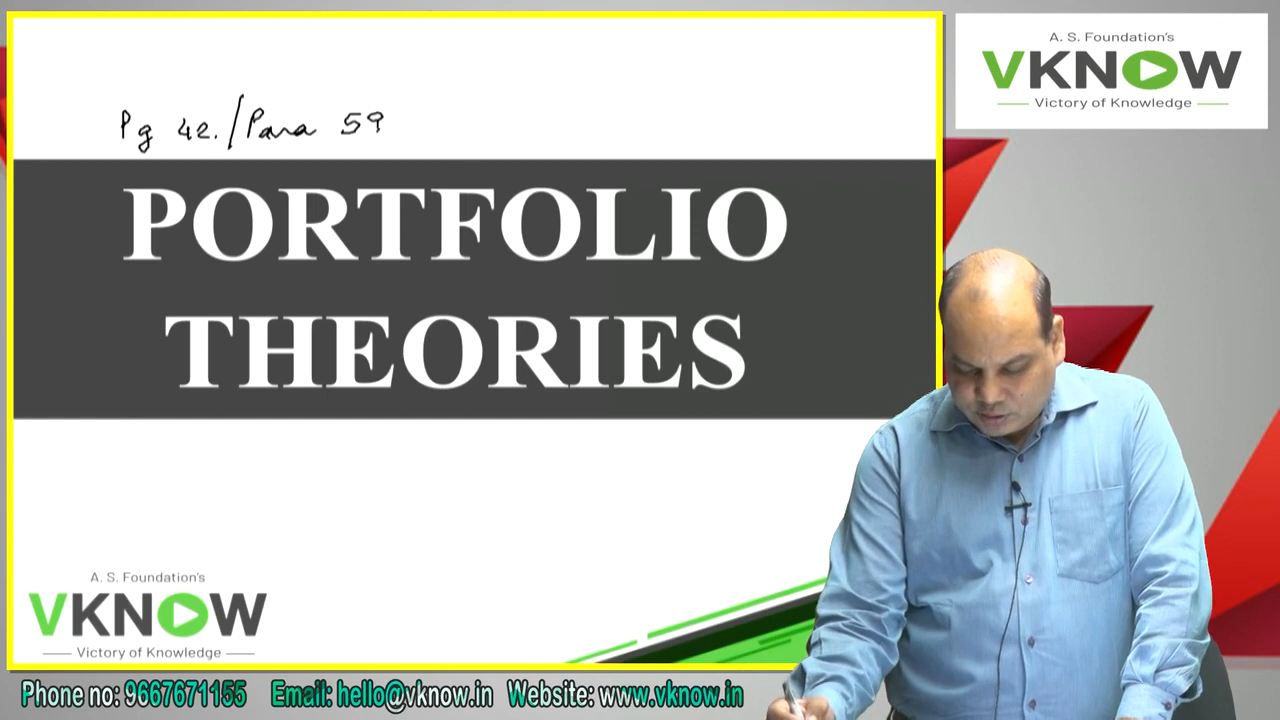 Pg 42. / Para 59
PORTFOLIO
THEORIES
A. S. Foundation's
VKNOW
Victory of Knowledge
A. S. Foundation's
VKNOW
Victory of Knowledge
Phone no: 9667671155 Email: hello@vknow.in Website: www.vknow.in